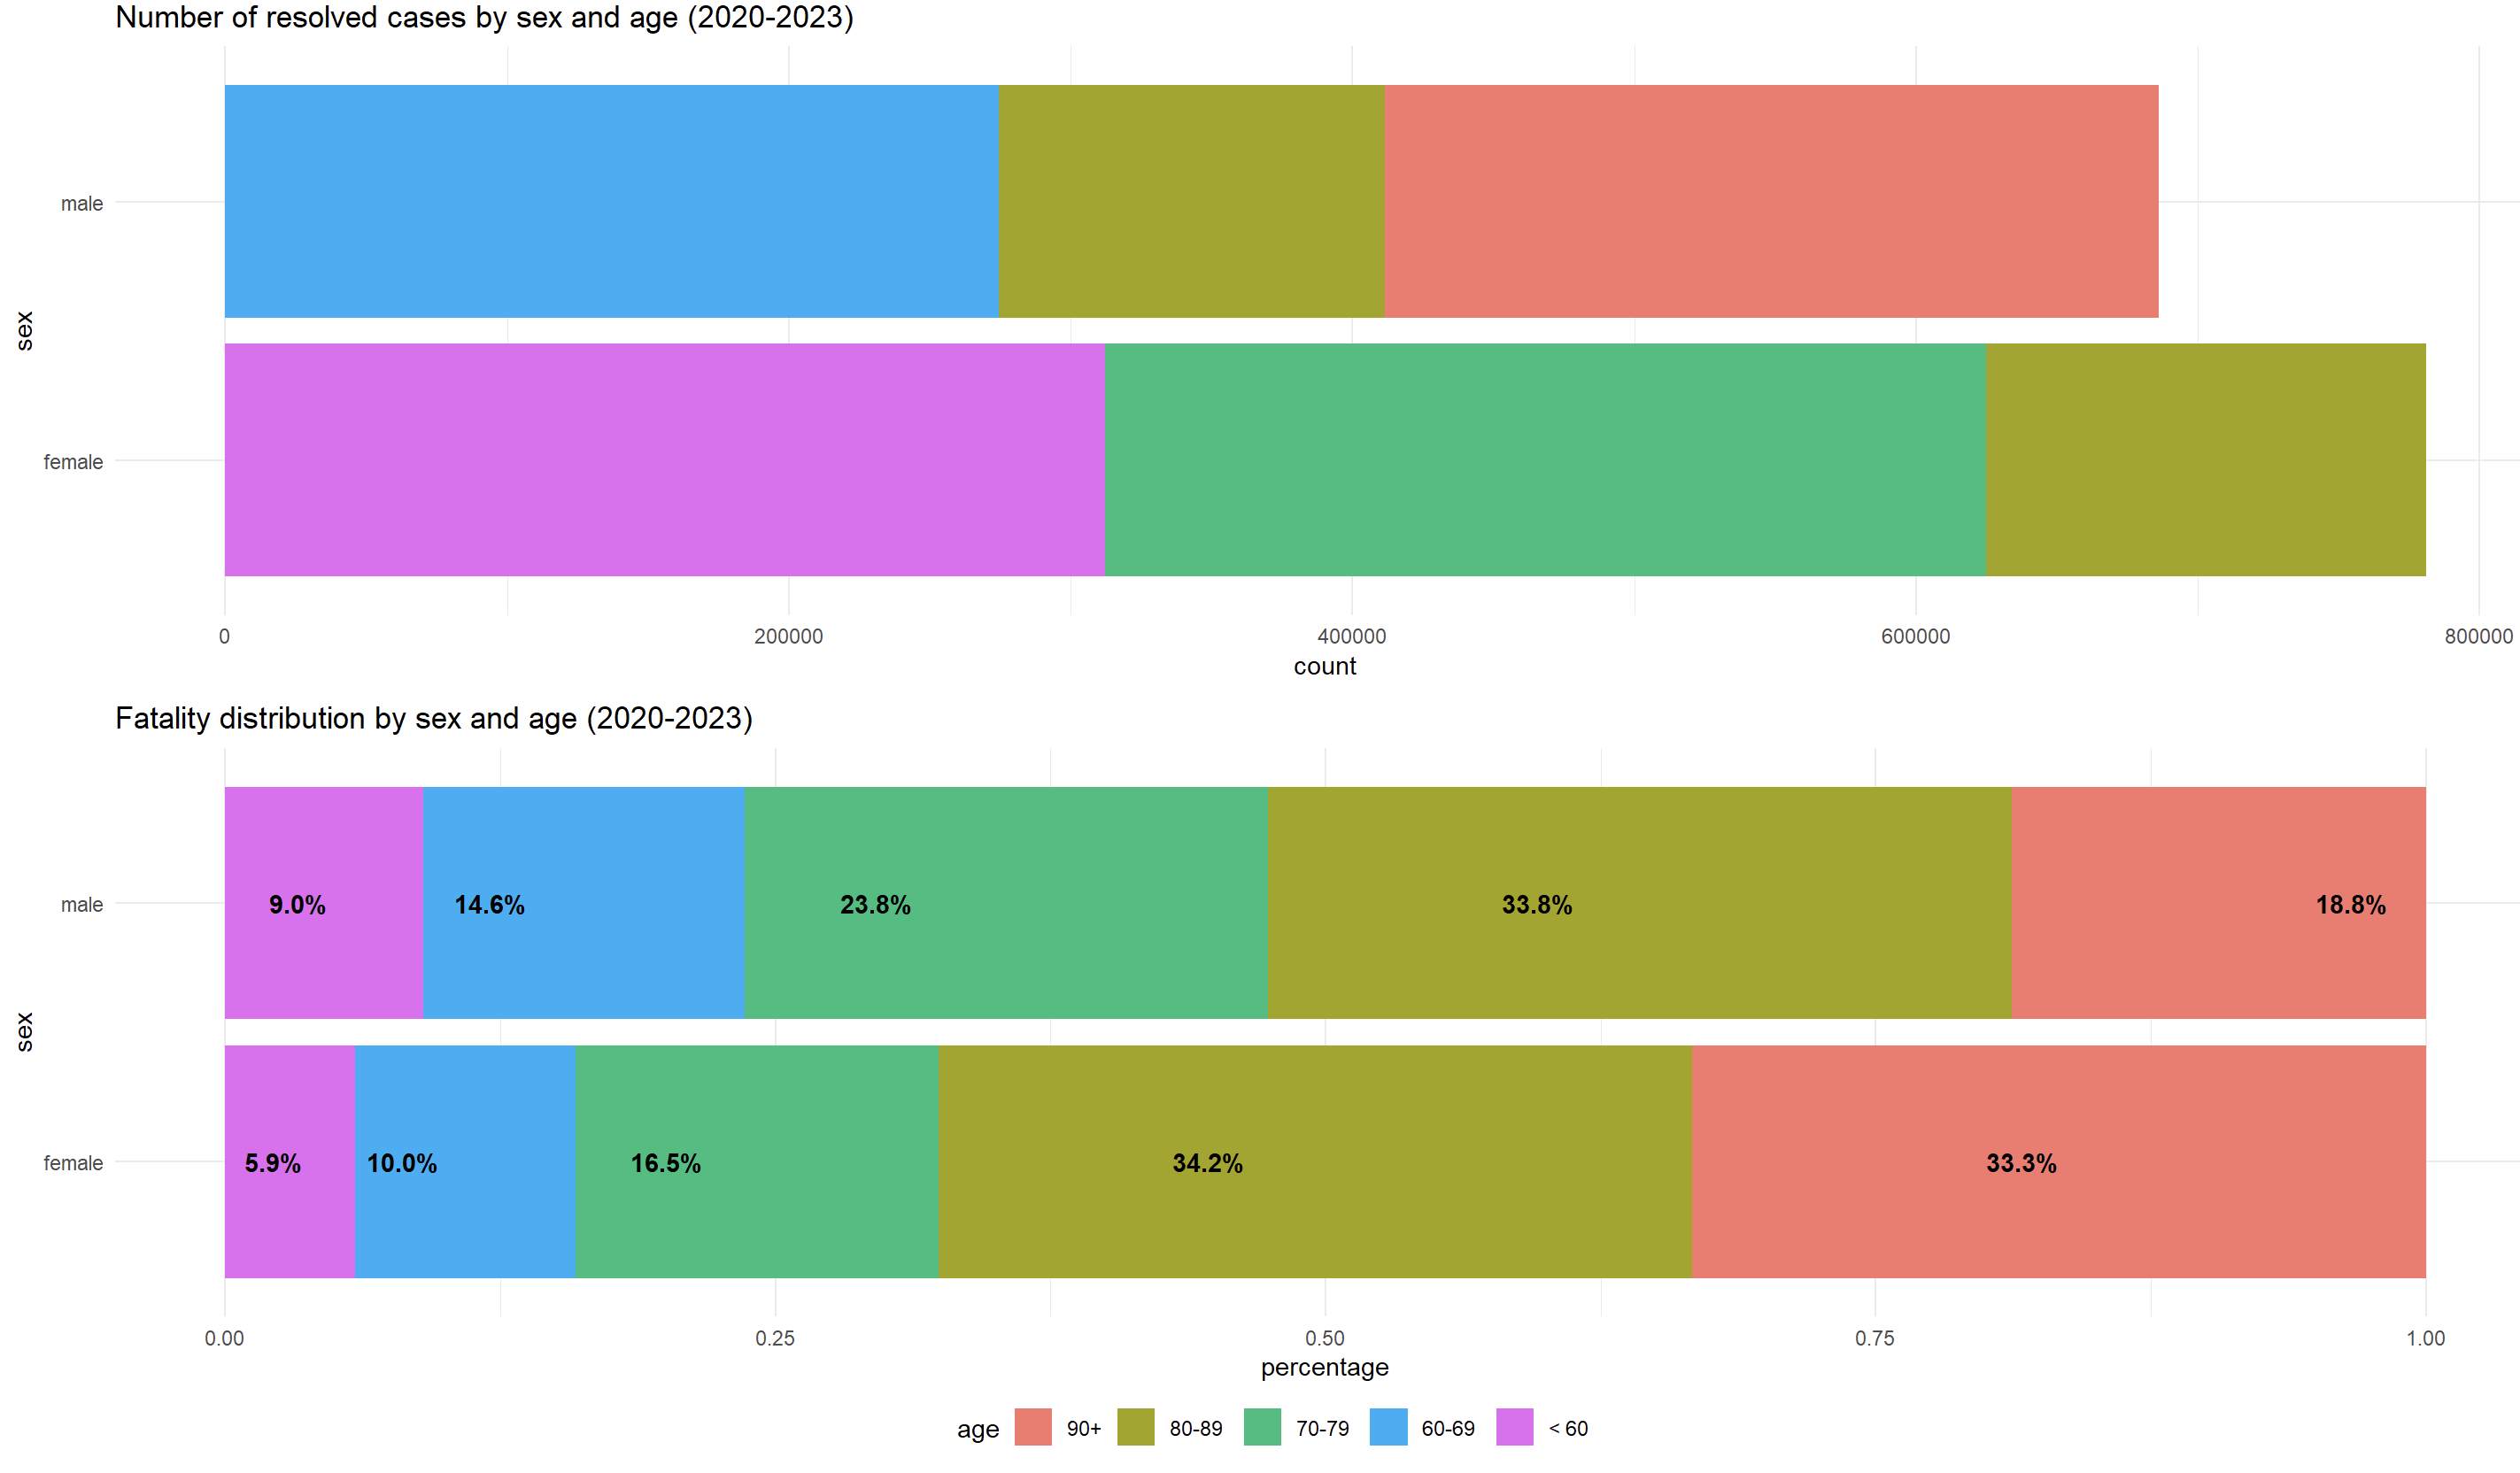 Number of resolved cases by sex and age (2020-2023)
sex
male
female
0 200000 400000 600000 800000
count
Fatality distribution by sex and age (2020-2023)
sex
male
9.0% 14.6% 23.8% 33.8% 18.8%
female
5.9% 10.0% 16.5% 34.2% 33.3%
0.00 0.25 0.50 0.75 1.00
percentage
age 90+ 80-89 70-79 60-69 < 60